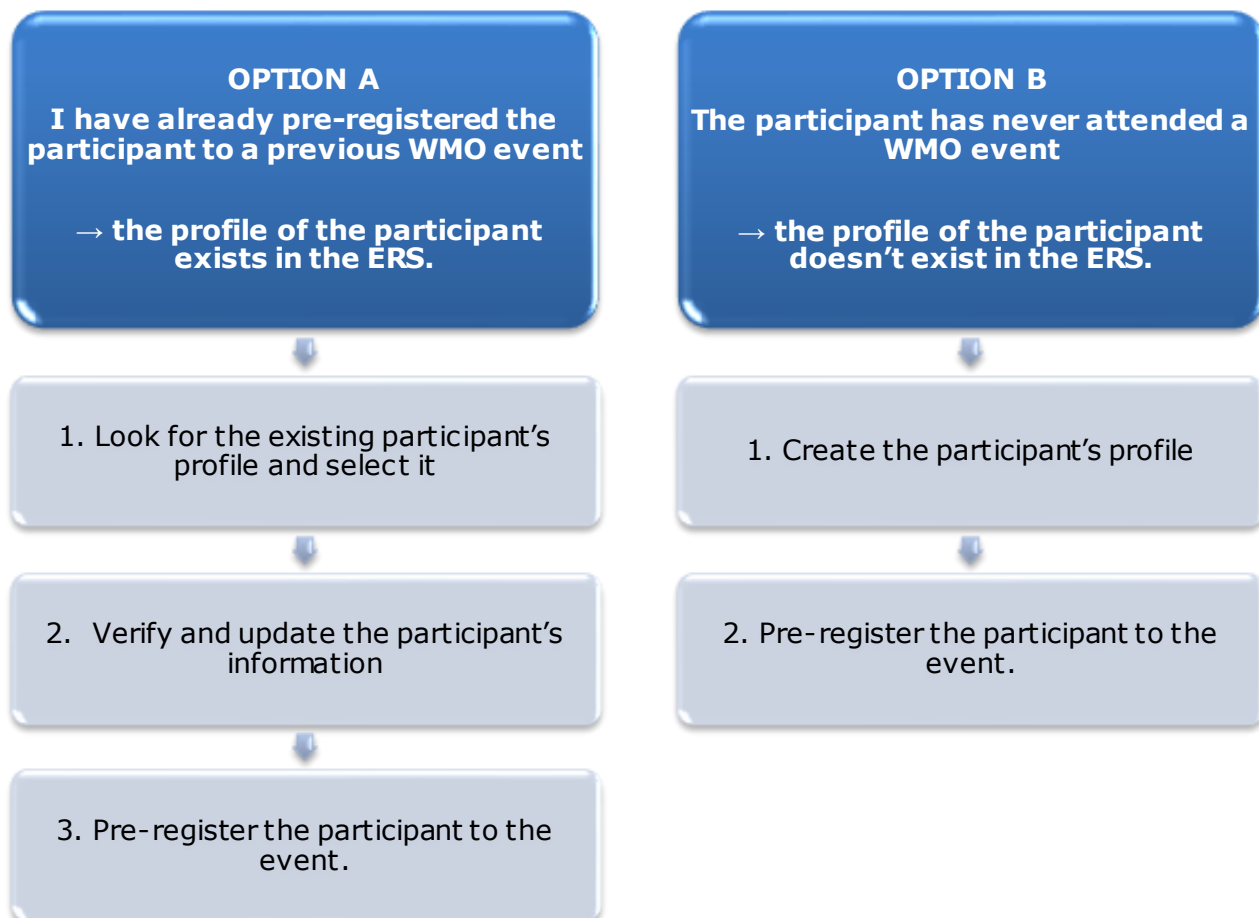 OPTION A
I have already pre-registered the
participant to a previous WMO event
→ the profile of the participant
exists in the ERS.
1. Look for the existing participant’s
profile and select it
2. Verify and update the participant’s
information
3. Pre-register the participant to the
event.
OPTION B
The participant has never attended a
WMO event
→ the profile of the participant
doesn’t exist in the ERS.
1. Create the participant’s profile
2. Pre-register the participant to the
event.